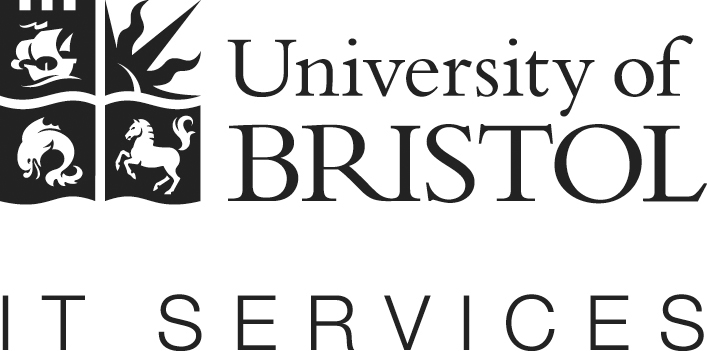 University of
BRISTOL
IT SERVICES